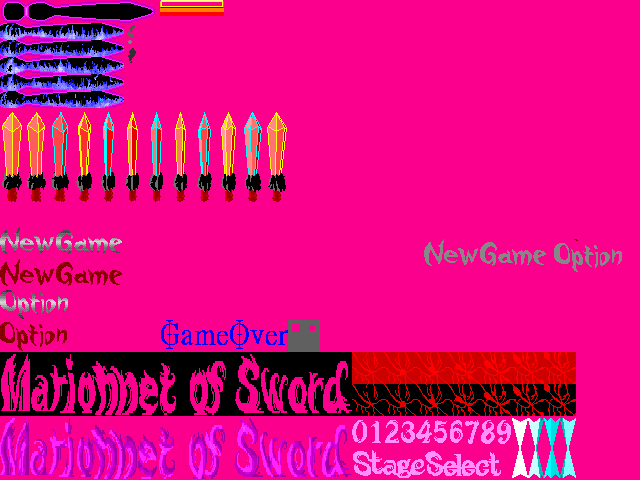 NewGame
NewGame Option
NewGame
Option
Option
GameOver
Marionnet of Sword
Marionnet of Sword
0123456789
StageSelect